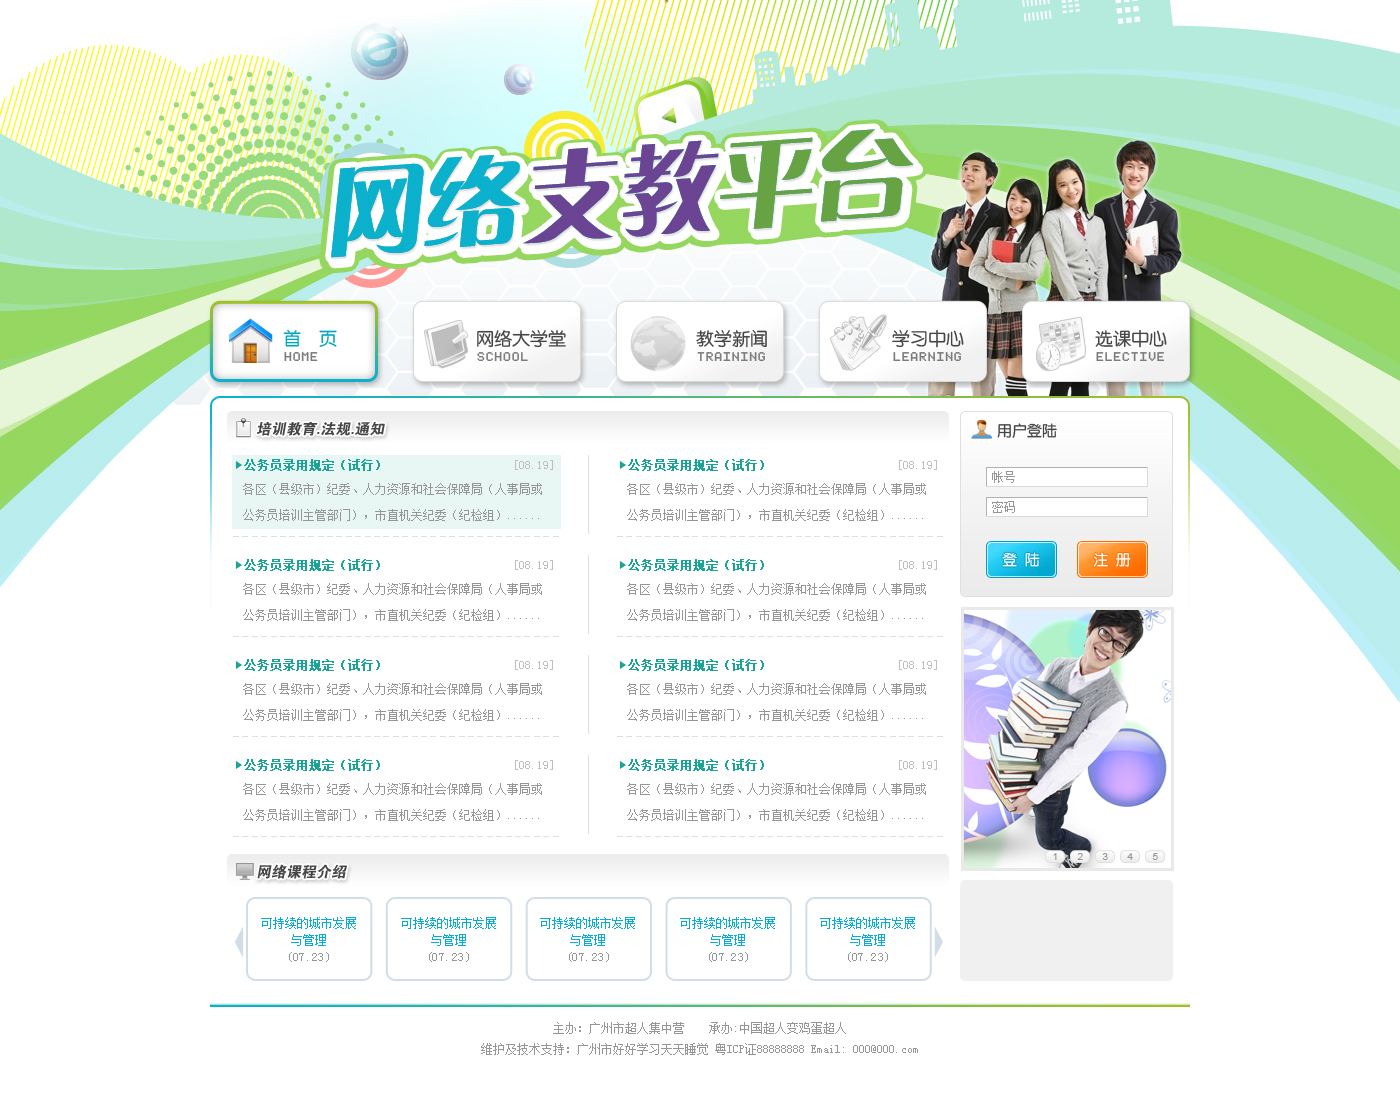 网络支教平台
首 页
HOME
网络大学堂
SCHOOL
教学新闻
TRAINING
学习中心
LEARNING
选课中心
ELECTIVE
培训教育.法规.通知
公务员录用规定（试行） [08.19]
各区（县级市）纪委、人力资源和社会保障局（人事局或
公务员培训主管部门），市直机关纪委（纪检组）......
公务员录用规定（试行） [08.19]
各区（县级市）纪委、人力资源和社会保障局（人事局或
公务员培训主管部门），市直机关纪委（纪检组）......
公务员录用规定（试行） [08.19]
各区（县级市）纪委、人力资源和社会保障局（人事局或
公务员培训主管部门），市直机关纪委（纪检组）......
公务员录用规定（试行） [08.19]
各区（县级市）纪委、人力资源和社会保障局（人事局或
公务员培训主管部门），市直机关纪委（纪检组）......
公务员录用规定（试行） [08.19]
各区（县级市）纪委、人力资源和社会保障局（人事局或
公务员培训主管部门），市直机关纪委（纪检组）......
公务员录用规定（试行） [08.19]
各区（县级市）纪委、人力资源和社会保障局（人事局或
公务员培训主管部门），市直机关纪委（纪检组）......
公务员录用规定（试行） [08.19]
各区（县级市）纪委、人力资源和社会保障局（人事局或
公务员培训主管部门），市直机关纪委（纪检组）......
公务员录用规定（试行） [08.19]
各区（县级市）纪委、人力资源和社会保障局（人事局或
公务员培训主管部门），市直机关纪委（纪检组）......
用户登陆
帐号
密码
登 陆 注 册
1 2 3 4 5
网络课程介绍
可持续的城市发展
与管理
(07.23)
可持续的城市发展
与管理
(07.23)
可持续的城市发展
与管理
(07.23)
可持续的城市发展
与管理
(07.23)
可持续的城市发展
与管理
(07.23)
主办：广州市超人集中营 承办:中国超人变鸡蛋超人
维护及技术支持：广州市好好学习天天睡觉 粤ICP证88888888 Email: 000@000.com